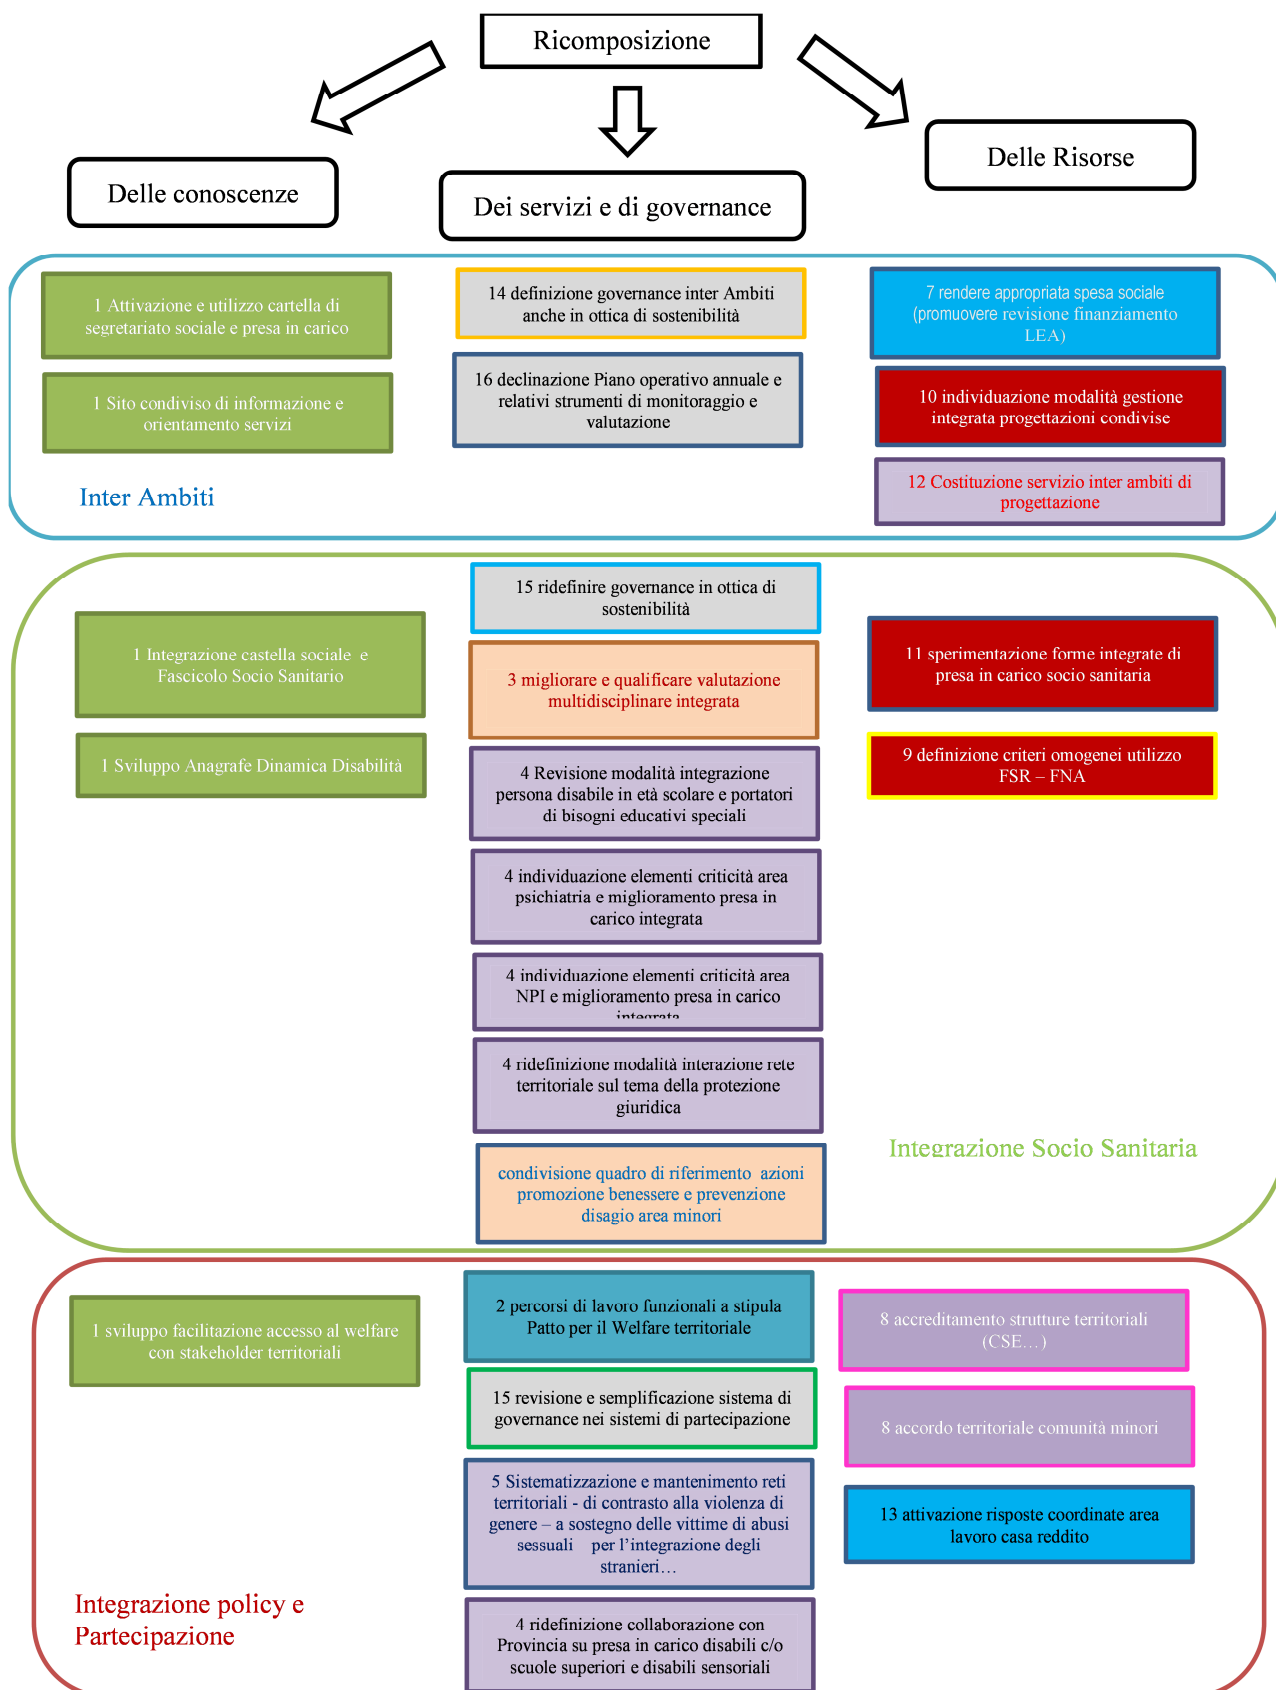 Ricomposizione
Delle conoscenze
Dei servizi e di governance
Delle Risorse
1 Attivazione e utilizzo cartella di
segretariato sociale e presa in carico
1 Sito condiviso di informazione e
orientamento servizi
14 definizione governance inter Ambiti
anche in ottica di sostenibilità
16 declinazione Piano operativo annuale e
relativi strumenti di monitoraggio e
valutazione
7 rendere appropriata spesa sociale
(promuovere revisione finanziamento
LEA)
10 individuazione modalità gestione
integrata progettazioni condivise
12 Costituzione servizio inter ambiti di
progettazione
Inter Ambiti
1 Integrazione castella sociale e
Fascicolo Socio Sanitario
1 Sviluppo Anagrafe Dinamica Disabilità
15 ridefinire governance in ottica di
sostenibilità
3 migliorare e qualificare valutazione
multidisciplinare integrata
4 Revisione modalità integrazione
persona disabile in età scolare e portatori
di bisogni educativi speciali
4 individuazione elementi criticità area
psichiatria e miglioramento presa in
carico integrata
4 individuazione elementi criticità area
NPI e miglioramento presa in carico
integrata
4 ridefinizione modalità interazione rete
territoriale sul tema della protezione
giuridica
condivisione quadro di riferimento azioni
promozione benessere e prevenzione
disagio area minori
11 sperimentazione forme integrate di
presa in carico socio sanitaria
9 definizione criteri omogenei utilizzo
FSR – FNA
Integrazione Socio Sanitaria
1 sviluppo facilitazione accesso al welfare
con stakeholder territoriali
2 percorsi di lavoro funzionali a stipula
Patto per il Welfare territoriale
15 revisione e semplificazione sistema di
governance nei sistemi di partecipazione
5 Sistematizzazione e mantenimento reti
territoriali - di contrasto alla violenza di
genere – a sostegno delle vittime di abusi
sessuali per l’integrazione degli
stranieri…
4 ridefinizione collaborazione con
Provincia su presa in carico disabili c/o
scuole superiori e disabili sensoriali
8 accreditamento strutture territoriali
(CSE…)
8 accordo territoriale comunità minori
13 attivazione risposte coordinate area
lavoro casa reddito
Integrazione policy e
Partecipazione